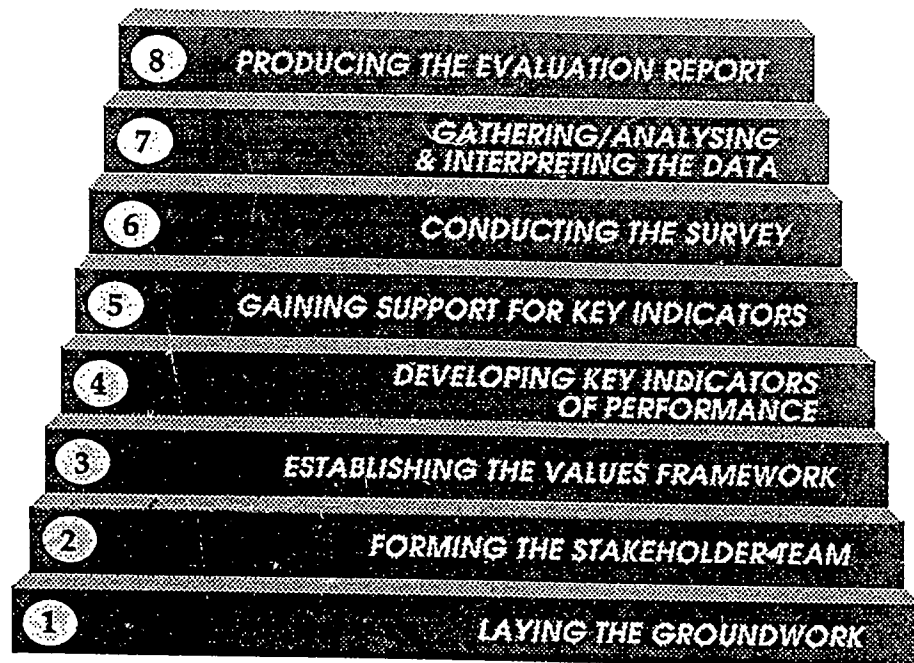 8 PRODUCING THE EVALUATION REPORT
7 GATHERING/ANALYSING
& INTERPRETING THE DATA
6 CONDUCTING THE SURVEY
5 GAINING SUPPORT FOR KEY INDICATORS
4 DEVELOPING KEY INDICATORS
OF PERFORMANCE
3 ESTABLISHING THE VALUES FRAMEWORK
2 FORMING THE STAKEHOLDER TEAM
1 LAYING THE GROUNDWORK